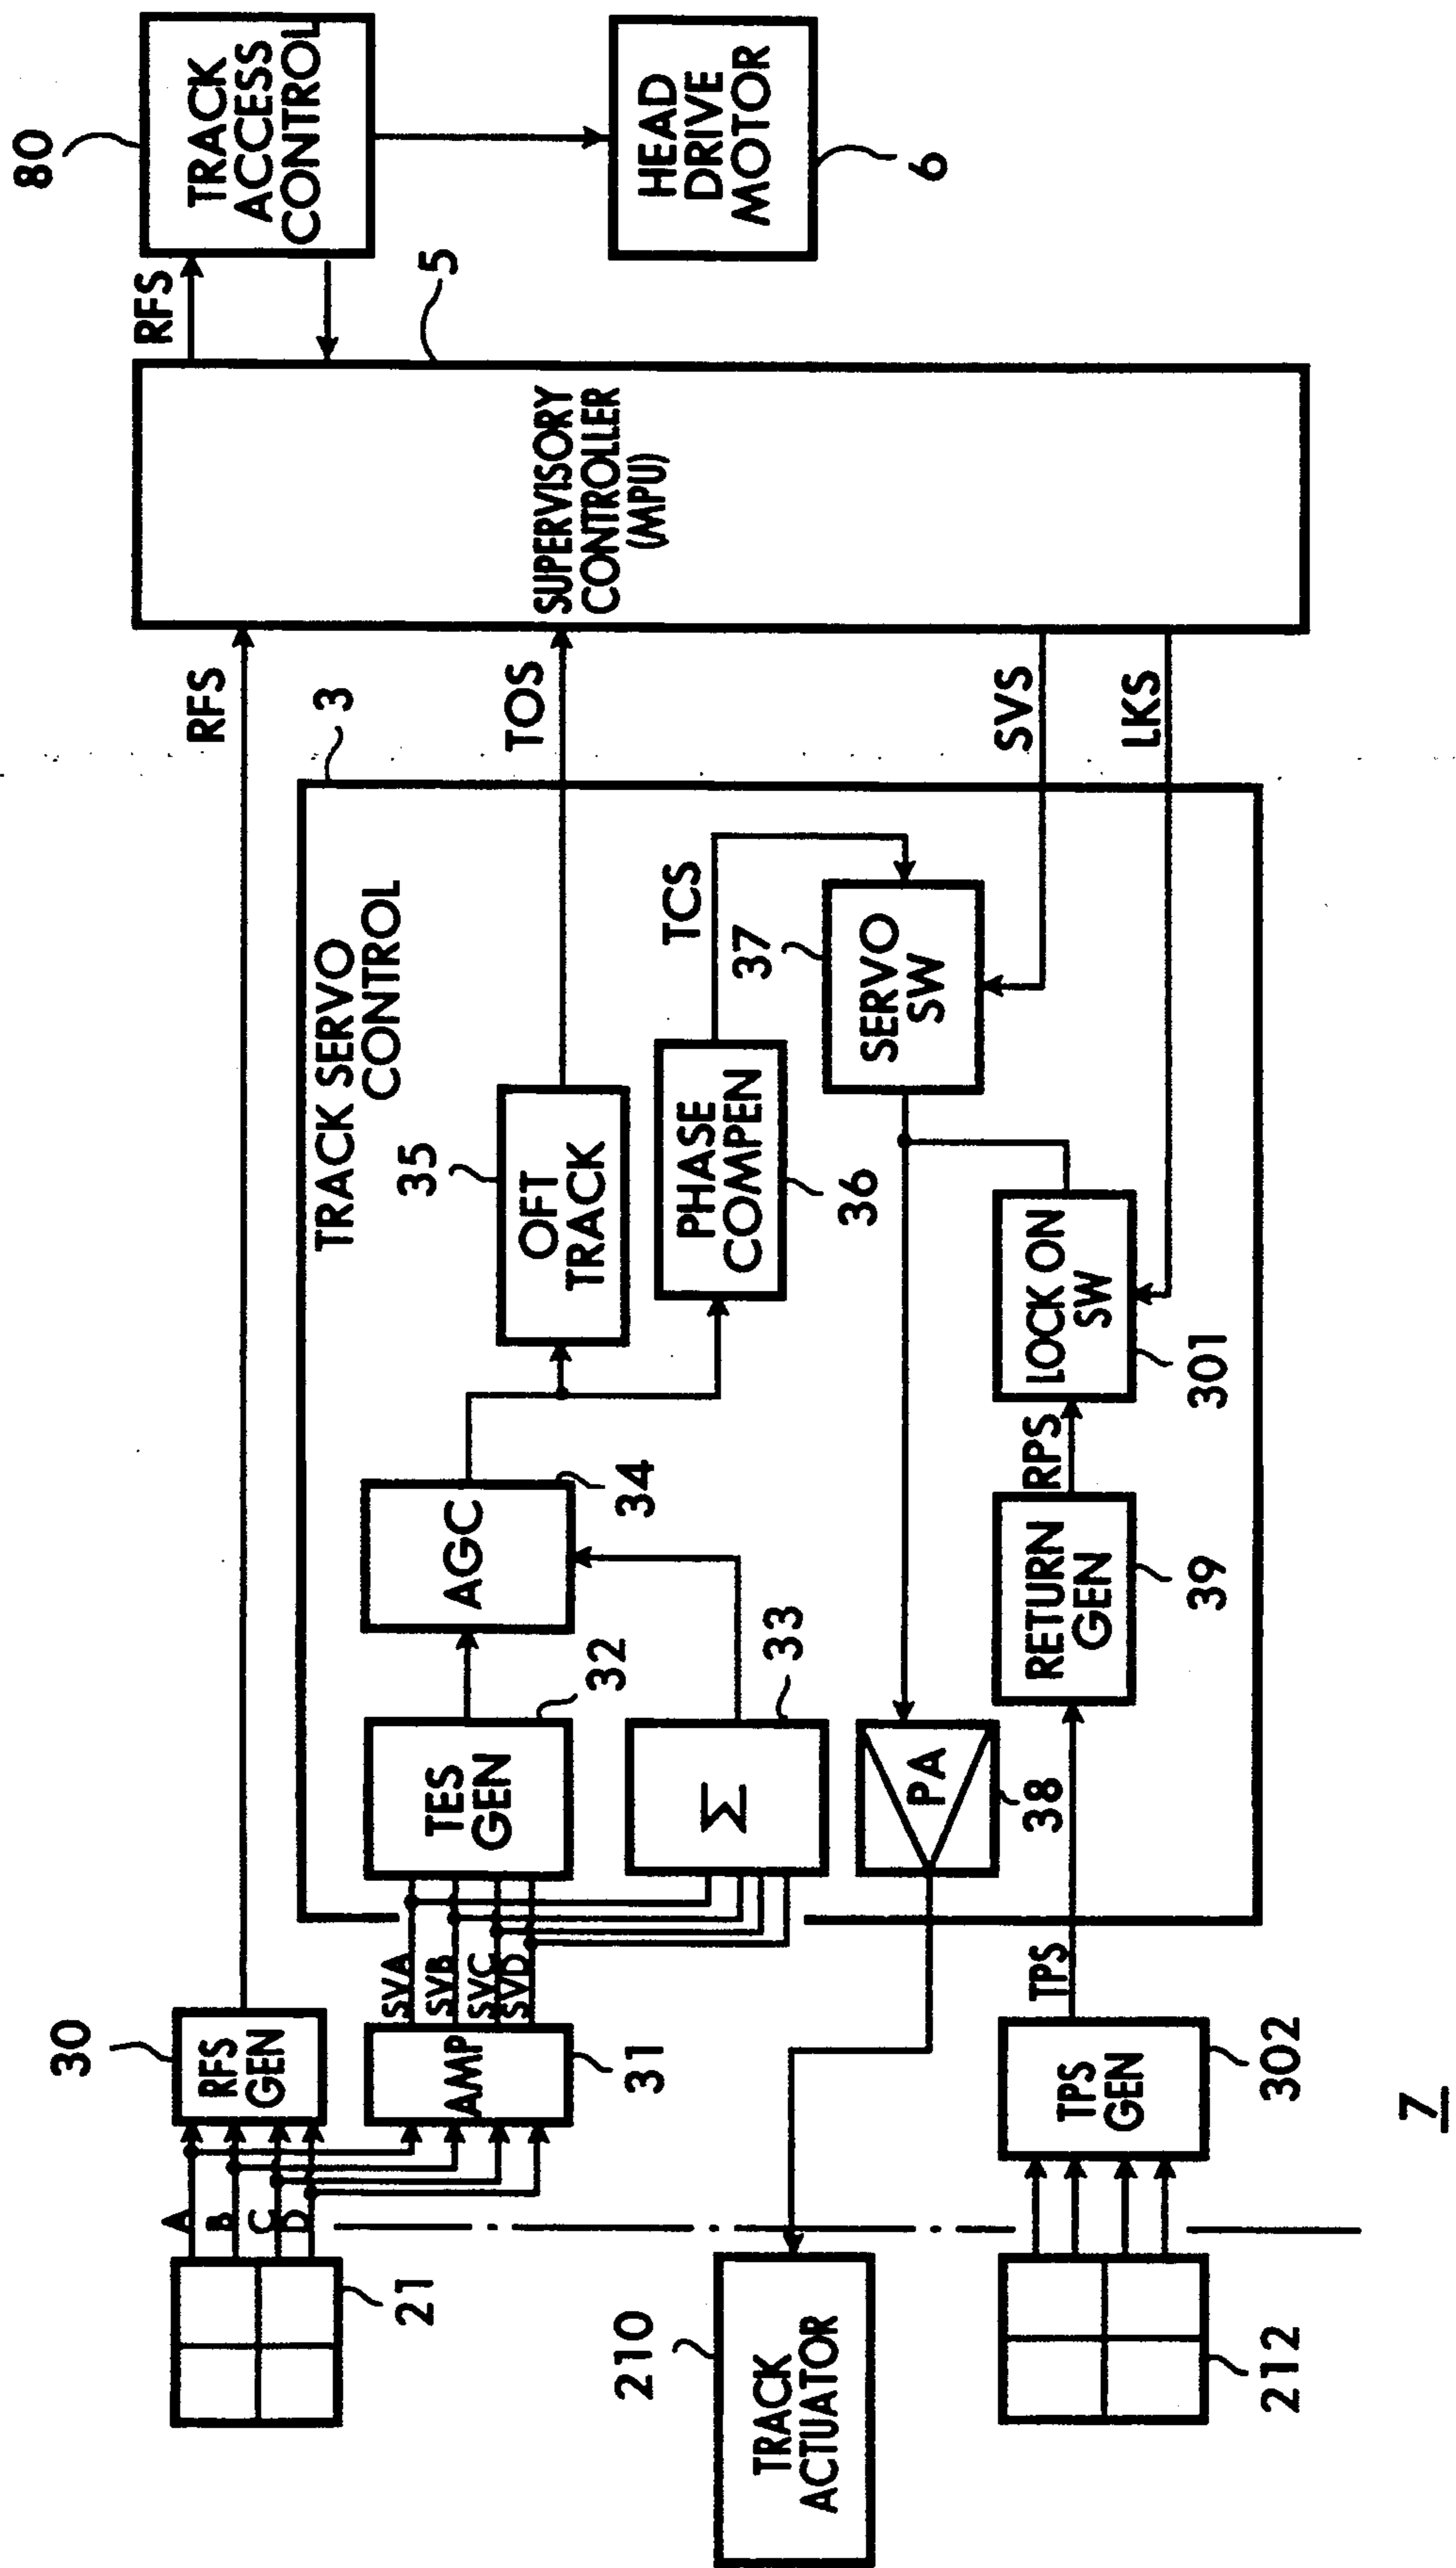 80
TRACK
ACCESS
CONTROL
RFS
HEAD
DRIVE
MOTOR
6
5
SUPERVISORY
CONTROLLER
(MPU)
RFS
TOS
SVS
LKS
3
TRACK SERVO
CONTROL
35
OFT
TRACK
TCS
37
SERVO
SW
PHASE
COMPEN
36
LOCK ON
SW
301
RPS
AGC
34
RETURN
GEN
39
TES
GEN
32
Σ
33
PA
38
30
RFS
GEN
SVA
SVB
SVC
SVD
AMP
31
TPS
TPS
GEN
302
A
B
C
D
21
210
TRACK
ACTUATOR
212
7